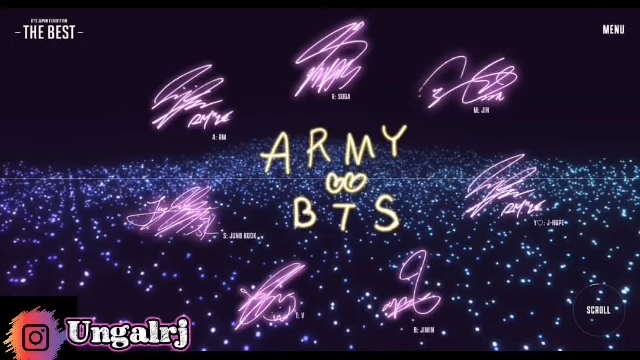 BTS JAPAN EXHIBITION
-THE BEST-
MENU
R: SUGA
M: JIN
A: RM
ARMY
BTS
Y♡: J-HOPE
S: JUNG KOOK
B: JIMIN
SCROLL
Ungalrj